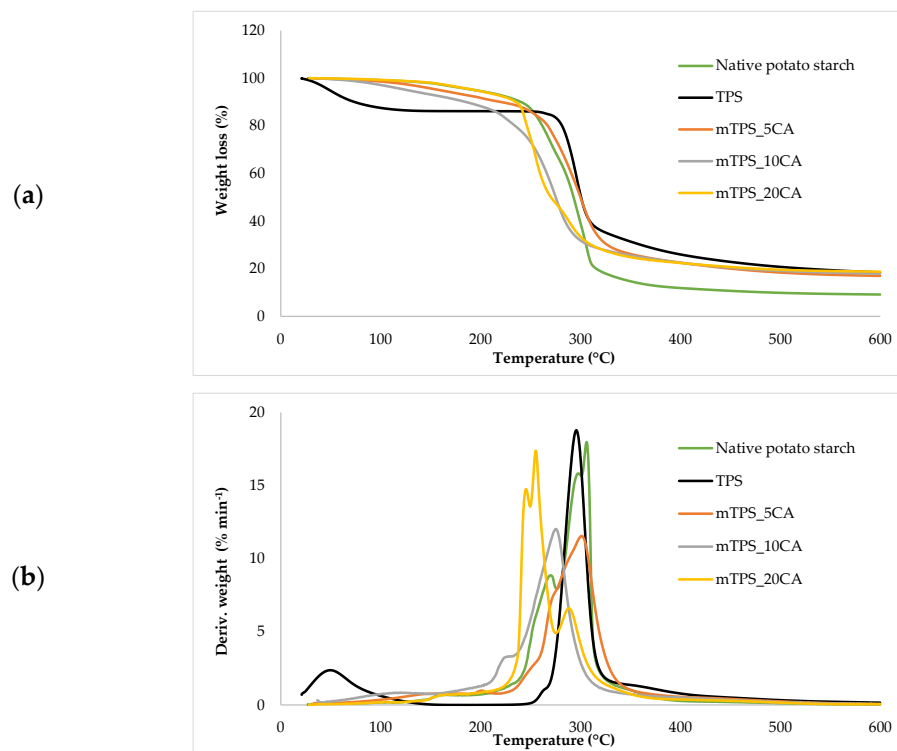 (a)
120
100
80
60
40
20
0
Weight loss (%)
0 100 200 300 400 500 600
Temperature (°C)
Native potato starch
TPS
mTPS_5CA
mTPS_10CA
mTPS_20CA
(b)
20
15
10
5
0
Deriv. weight (% min⁻¹)
0 100 200 300 400 500 600
Temperature (°C)
Native potato starch
TPS
mTPS_5CA
mTPS_10CA
mTPS_20CA